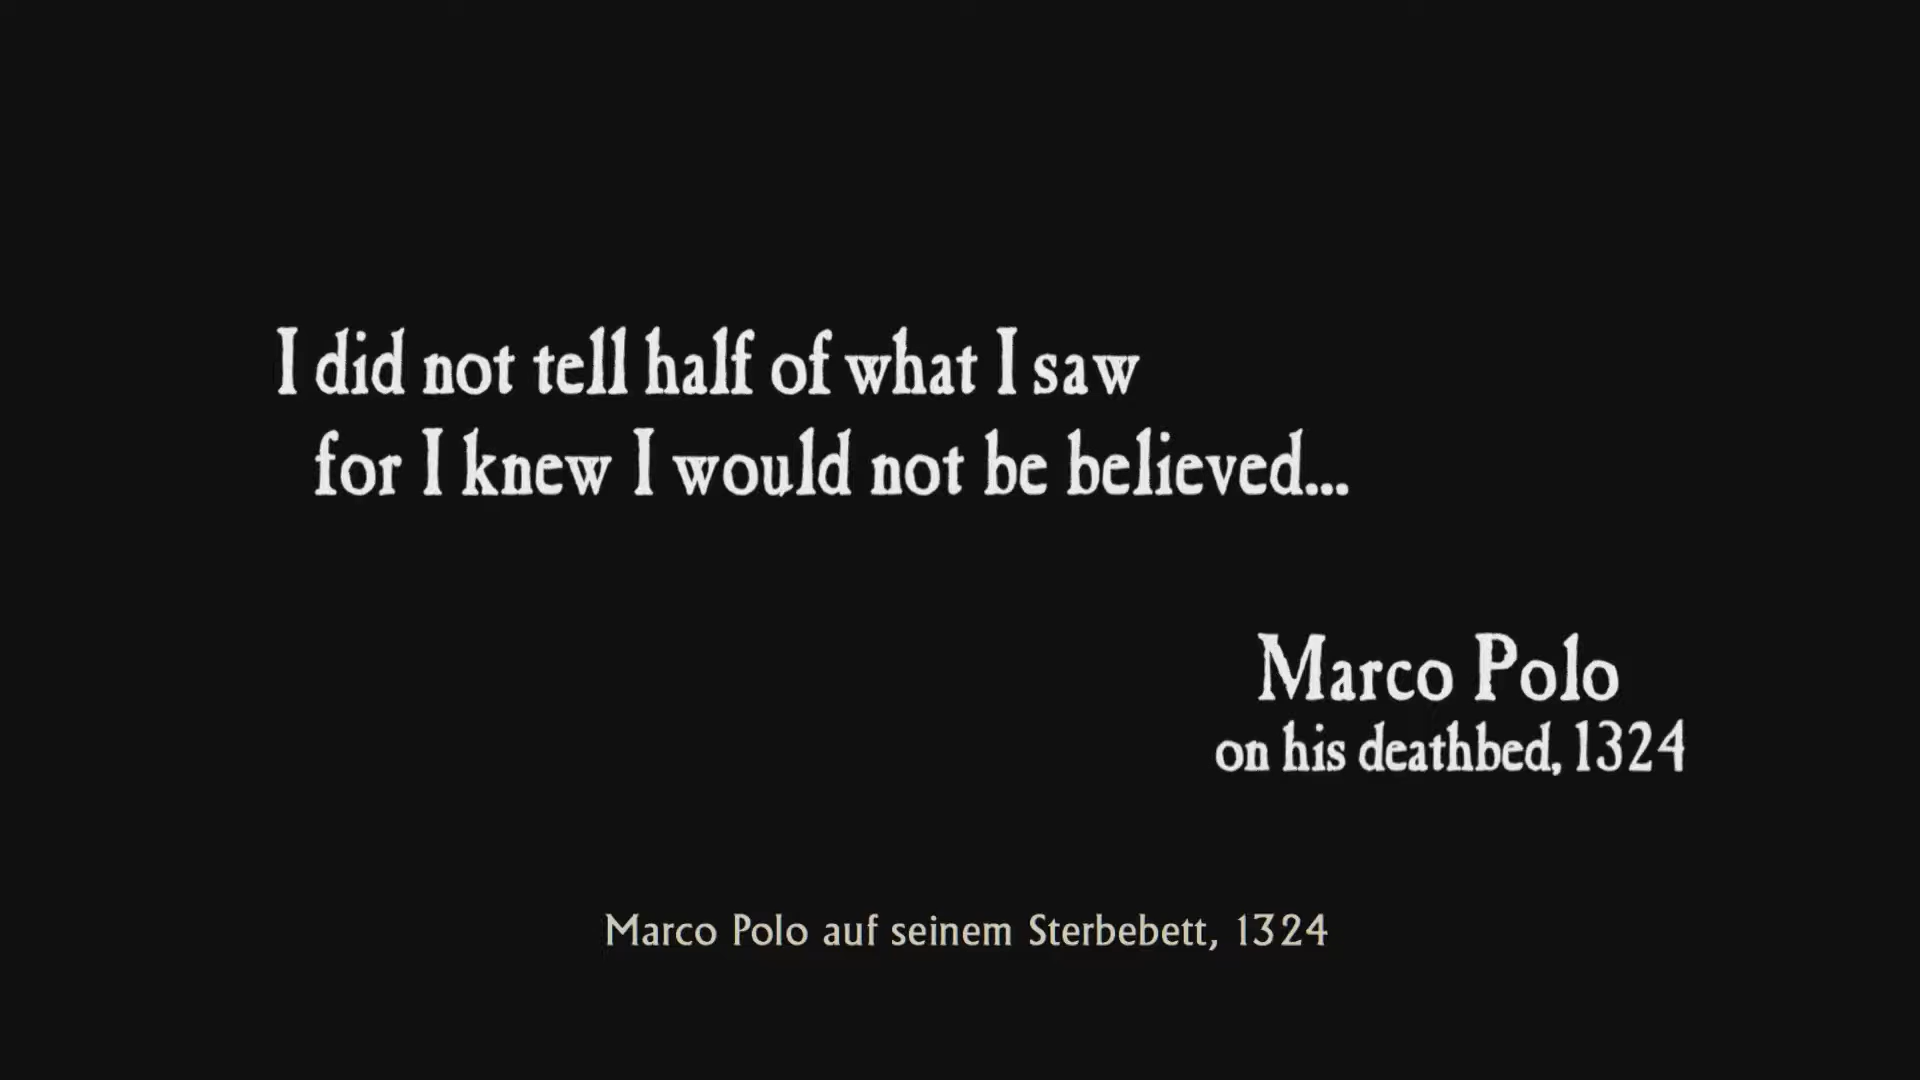 I did not tell half of what I saw
for I knew I would not be believed...
Marco Polo
on his deathbed, 1324
Marco Polo auf seinem Sterbebett, 1324